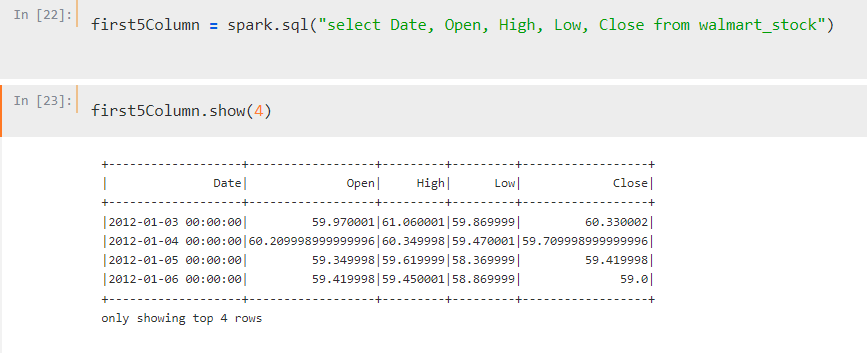 In [22]: first5Column = spark.sql("select Date, Open, High, Low, Close from walmart_stock")
In [23]: first5Column.show(4)
+-------------------+------------------+---------+---------+------------------+
|               Date|              Open|     High|      Low|             Close|
+-------------------+------------------+---------+---------+------------------+
|2012-01-03 00:00:00|         59.970001|61.060001|59.869999|         60.330002|
|2012-01-04 00:00:00|60.209998999999996|60.349998|59.470001|59.709998999999996|
|2012-01-05 00:00:00|         59.349998|59.619999|58.369999|         59.419998|
|2012-01-06 00:00:00|         59.419998|59.450001|58.869999|              59.0|
+-------------------+------------------+---------+---------+------------------+
only showing top 4 rows